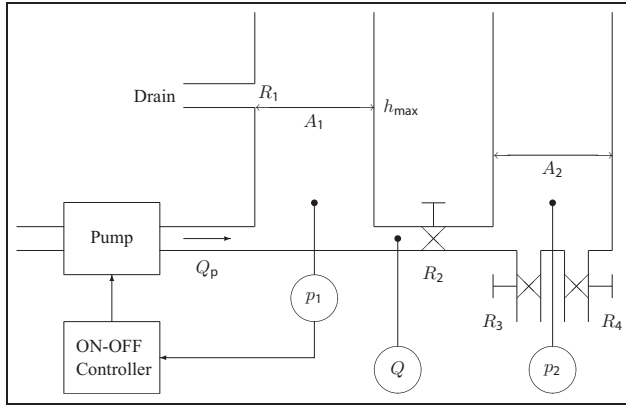 Drain
R1
A1
hmax
A2
Pump
Qp
R2
p1
R3
R4
ON-OFF
Controller
Q
p2